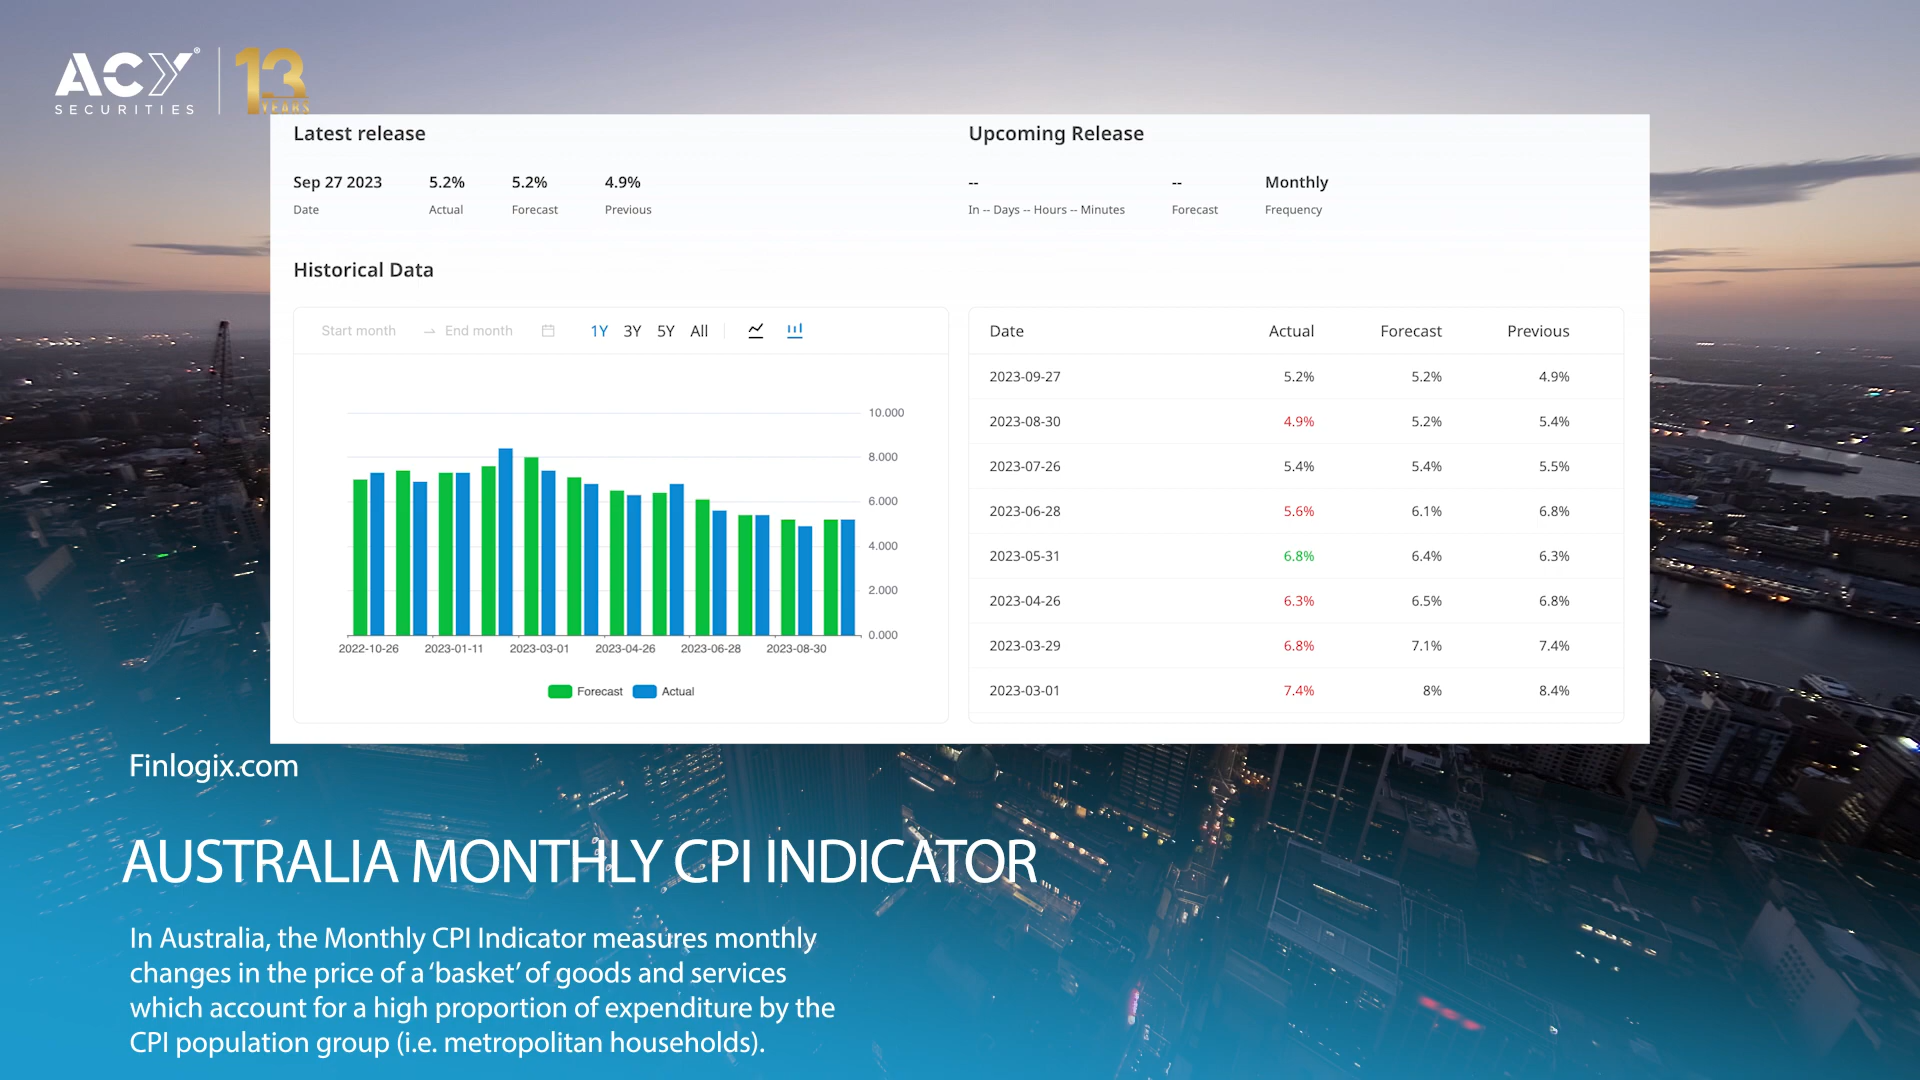 ACY®
SECURITIES
13
YEARS
Latest release
Sep 27 2023 5.2% 5.2% 4.9%
Date Actual Forecast Previous
Upcoming Release
-- -- Monthly
In -- Days -- Hours -- Minutes Forecast Frequency
Historical Data
Start month → End month 1Y 3Y 5Y All
10.000
8.000
6.000
4.000
2.000
0.000
2022-10-26 2023-01-11 2023-03-01 2023-04-26 2023-06-28 2023-08-30
Forecast Actual
Date Actual Forecast Previous
2023-09-27 5.2% 5.2% 4.9%
2023-08-30 4.9% 5.2% 5.4%
2023-07-26 5.4% 5.4% 5.5%
2023-06-28 5.6% 6.1% 6.8%
2023-05-31 6.8% 6.4% 6.3%
2023-04-26 6.3% 6.5% 6.8%
2023-03-29 6.8% 7.1% 7.4%
2023-03-01 7.4% 8% 8.4%
Finlogix.com
AUSTRALIA MONTHLY CPI INDICATOR
In Australia, the Monthly CPI Indicator measures monthly
changes in the price of a ‘basket’ of goods and services
which account for a high proportion of expenditure by the
CPI population group (i.e. metropolitan households).